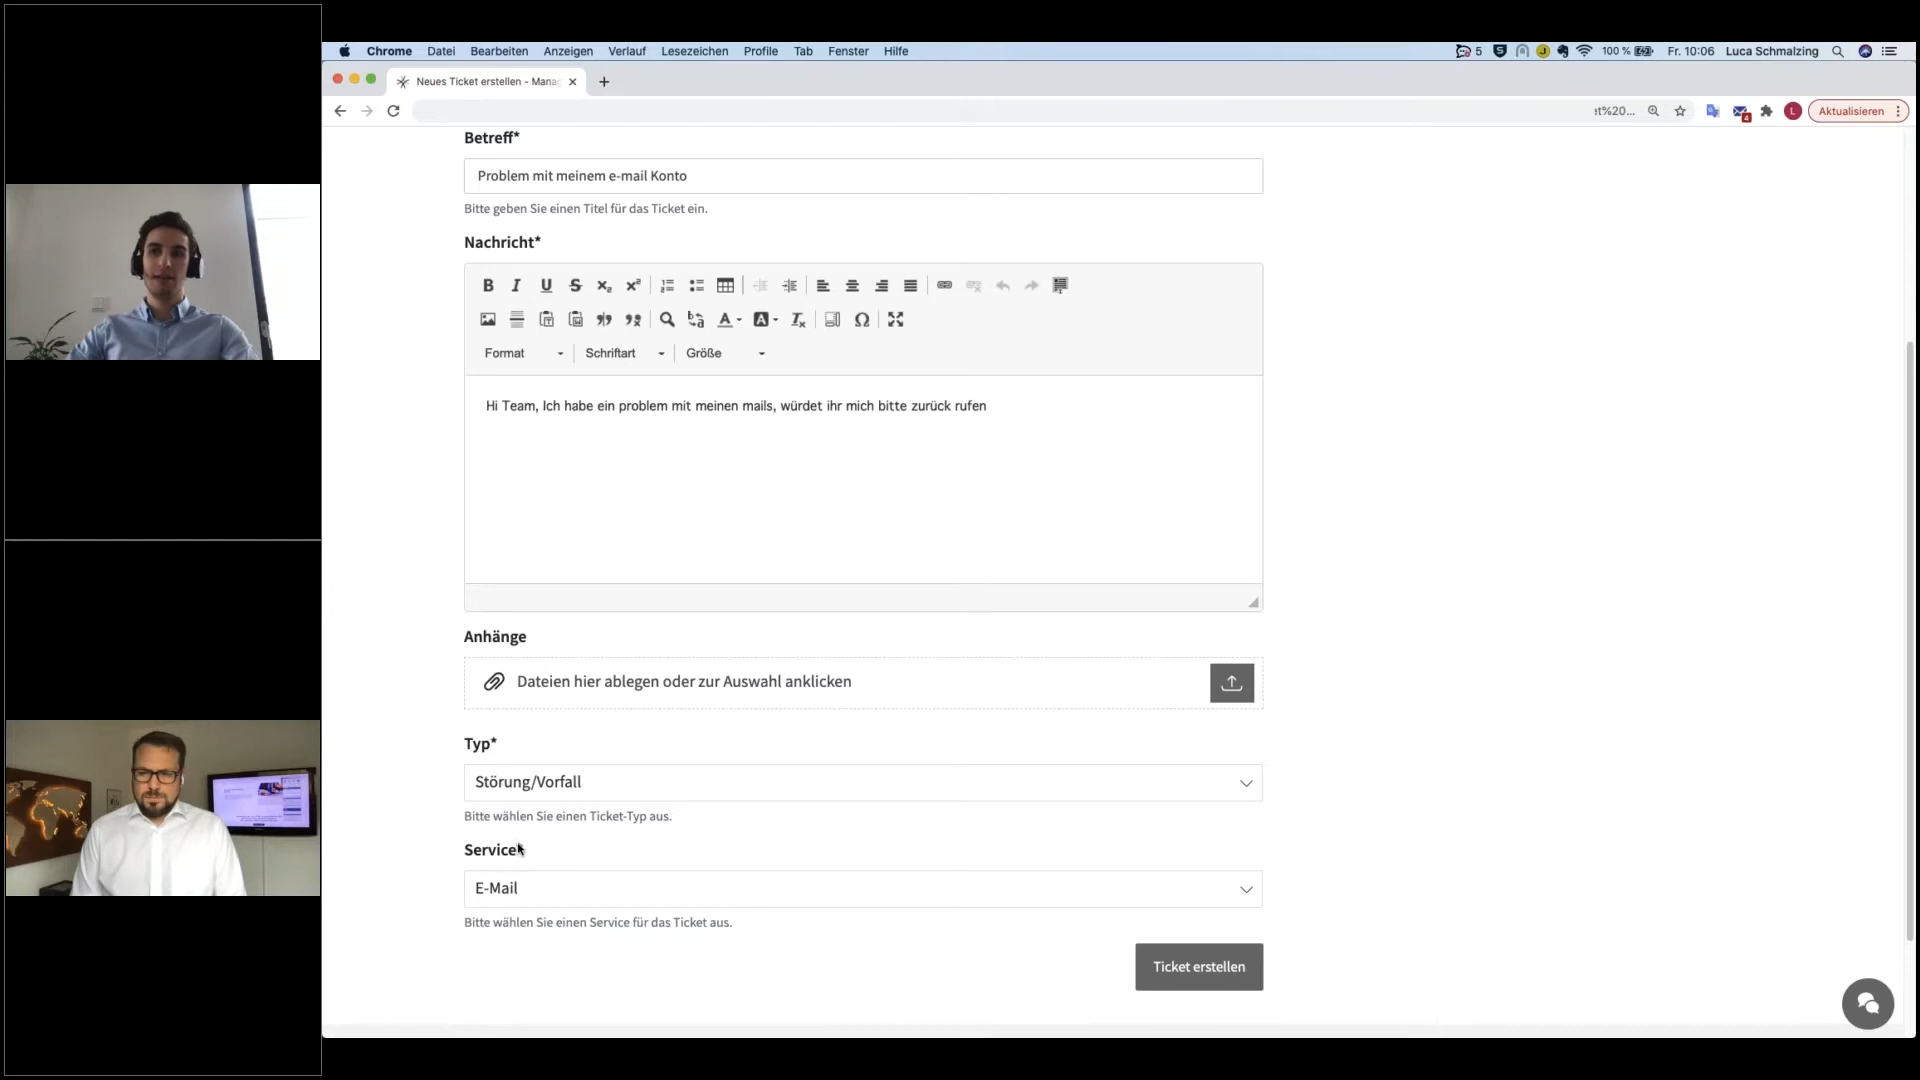 Chrome Datei Bearbeiten Anzeigen Verlauf Lesezeichen Profile Tab Fenster Hilfe 5 100 % Fr. 10:06 Luca Schmalzing
Neues Ticket erstellen - Mana
t%20... 4 L Aktualisieren
Betreff*
Problem mit meinem e-mail Konto
Bitte geben Sie einen Titel für das Ticket ein.
Nachricht*
Format Schriftart Größe
Hi Team, Ich habe ein problem mit meinen mails, würdet ihr mich bitte zurück rufen
Anhänge
Dateien hier ablegen oder zur Auswahl anklicken
Typ*
Störung/Vorfall
Bitte wählen Sie einen Ticket-Typ aus.
Service
E-Mail
Bitte wählen Sie einen Service für das Ticket aus.
Ticket erstellen